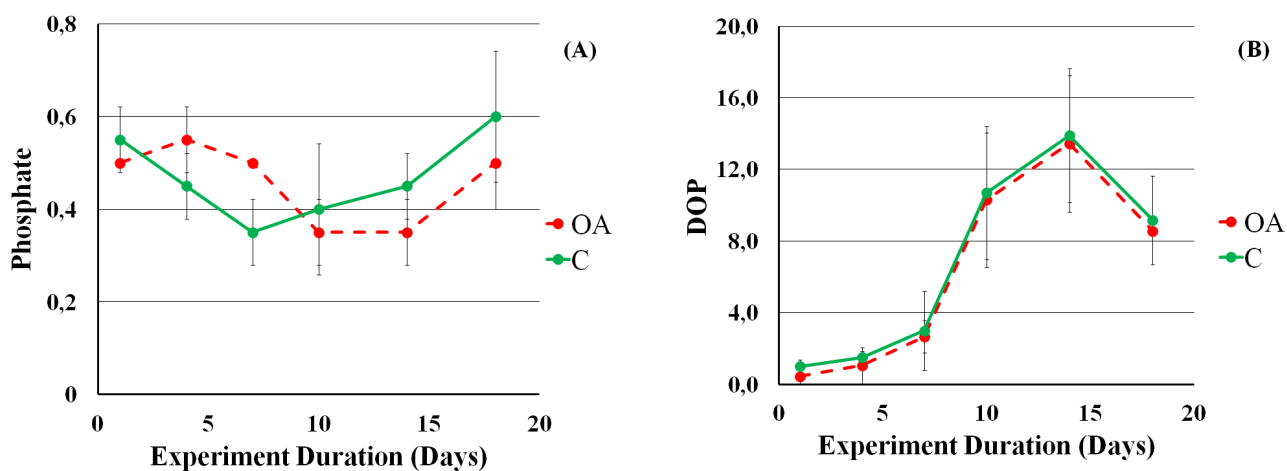 0,8
0,6
0,4
0,2
0
Phosphate
(A)
OA
C
0 5 10 15 20
Experiment Duration (Days)
20,0
16,0
12,0
8,0
4,0
0,0
DOP
(B)
OA
C
0 5 10 15 20
Experiment Duration (Days)